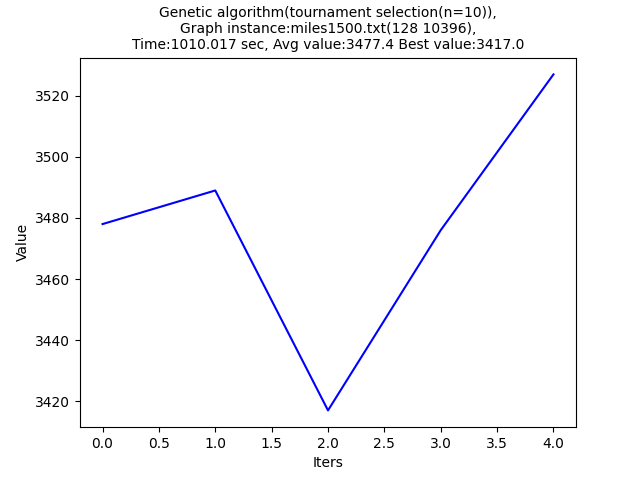 Genetic algorithm(tournament selection(n=10)),
Graph instance:miles1500.txt(128 10396),
Time:1010.017 sec, Avg value:3477.4 Best value:3417.0
3520
3500
3480
3460
3440
3420
Value
0.0 0.5 1.0 1.5 2.0 2.5 3.0 3.5 4.0
Iters